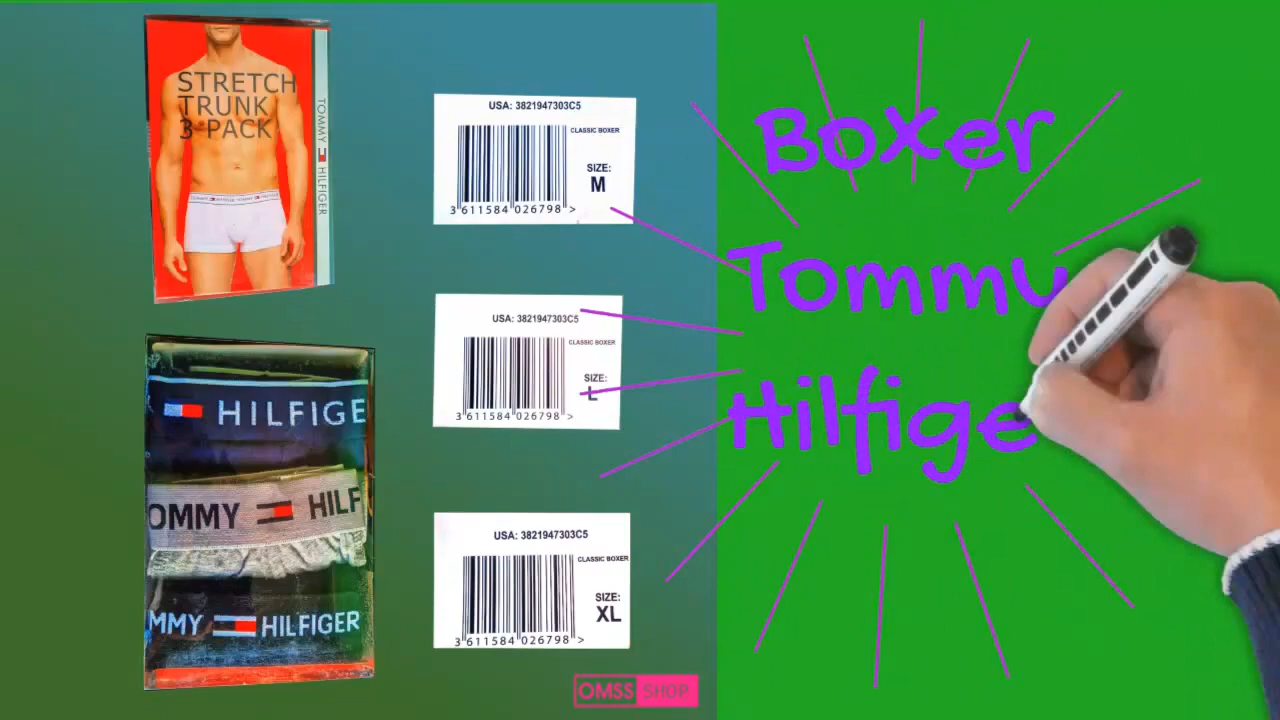 STRETCH
TRUNK
3-PACK
TOMMY HILFIGER
HILFIGE
OMMY HILF
MMY HILFIGER
USA: 3821947303C5
CLASSIC BOXER
SIZE:
M
3 611584 026798 >
USA: 3821947303C5
CLASSIC BOXER
SIZE:
L
3 611584 026798 >
USA: 3821947303C5
CLASSIC BOXER
SIZE:
XL
3 611584 026798 >
OMSS SHOP
Boxer
Tommy
Hilfige